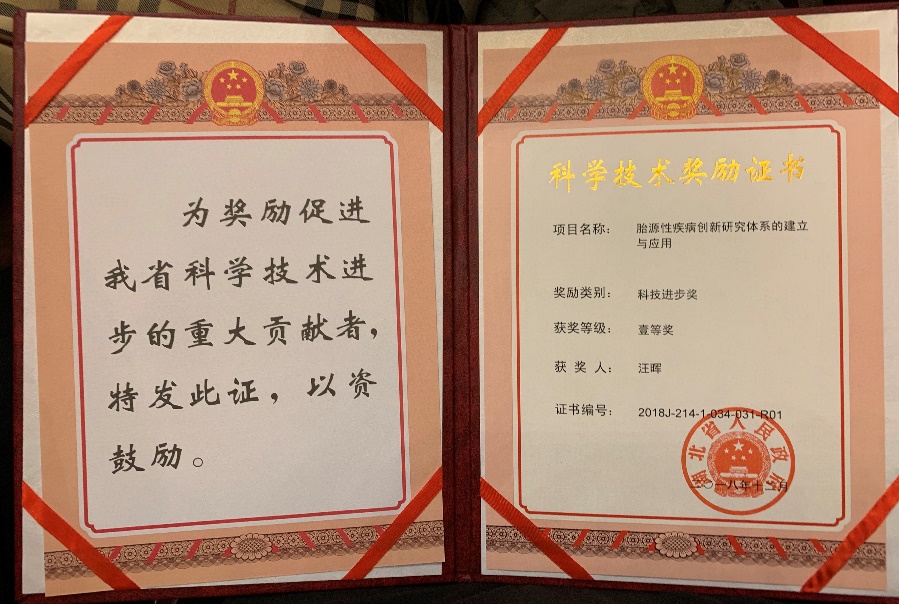 为奖励促进
我省科学技术进
步的重大贡献者，
特发此证，以资
鼓励。
科学技术奖励证书
项目名称： 胎源性疾病创新研究体系的建立
与应用
奖励类别： 科技进步奖
获奖等级： 壹等奖
获 奖 人： 汪晖
证书编号： 2018J-214-1-034-031-R01
湖北省人民政府
二〇一八年十二月